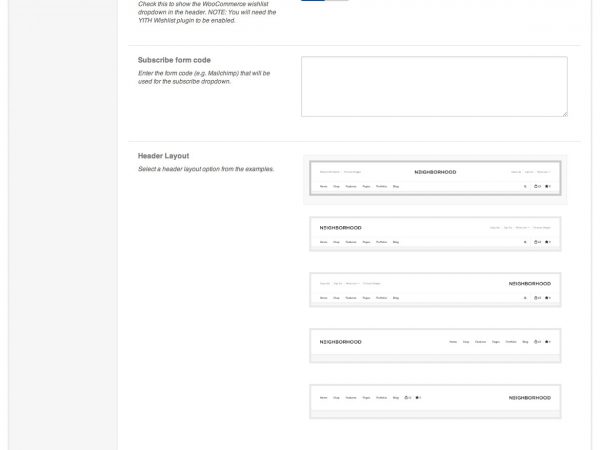 Check this to show the WooCommerce wishlist
dropdown in the header. NOTE: You will need the
YITH Wishlist plugin to be enabled.
Subscribe form code
Enter the form code (e.g. Mailchimp) that will be
used for the subscribe dropdown.
Header Layout
Select a header layout option from the examples.
NEIGHBORHOOD
Home Shop Features Pages Portfolio Blog
NEIGHBORHOOD
Home Shop Features Pages Portfolio Blog
NEIGHBORHOOD
Home Shop Features Pages Portfolio Blog
NEIGHBORHOOD Home Shop Features Pages Portfolio Blog
Home Shop Features Pages Portfolio Blog NEIGHBORHOOD